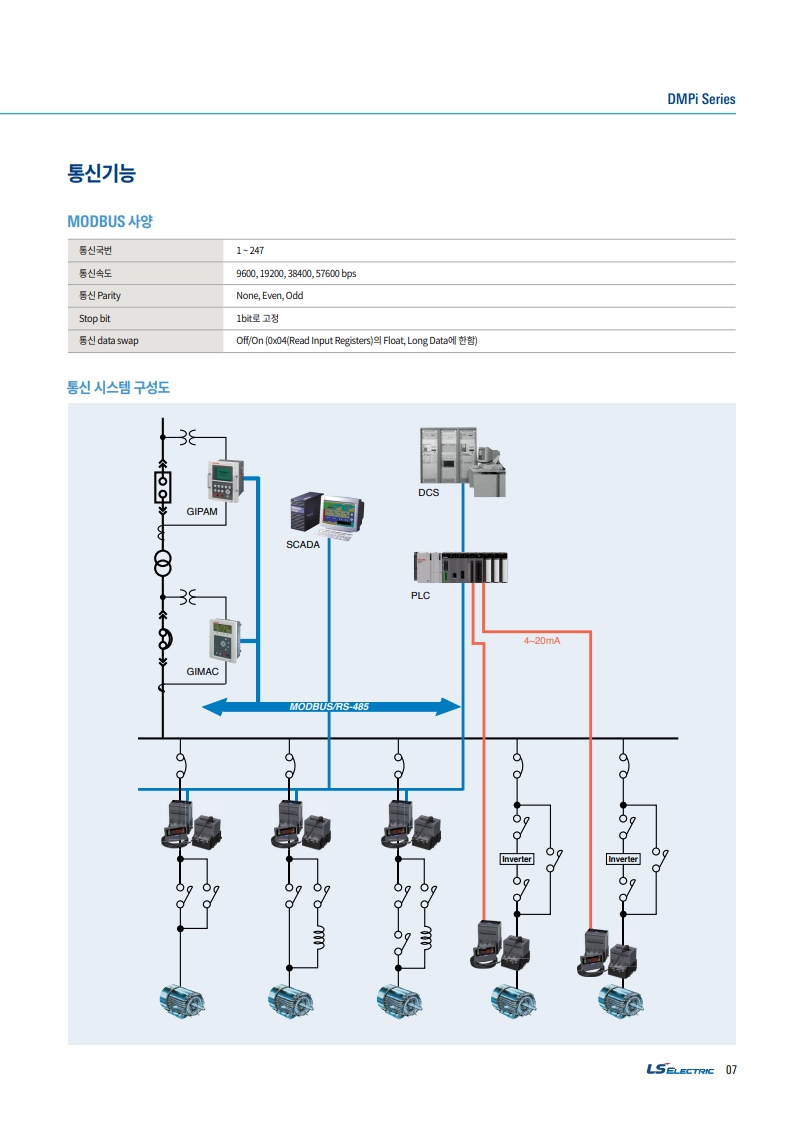 DMPi Series
통신기능
MODBUS 사양
통신국번 1 ~ 247
통신속도 9600, 19200, 38400, 57600 bps
통신 Parity None, Even, Odd
Stop bit 1bit로 고정
통신 data swap Off/On (0x04(Read Input Registers)의 Float, Long Data에 한함)
통신 시스템 구성도
DCS
GIPAM
SCADA
PLC
4~20mA
GIMAC
MODBUS/RS-485
Inverter
Inverter
LS ELECTRIC 07